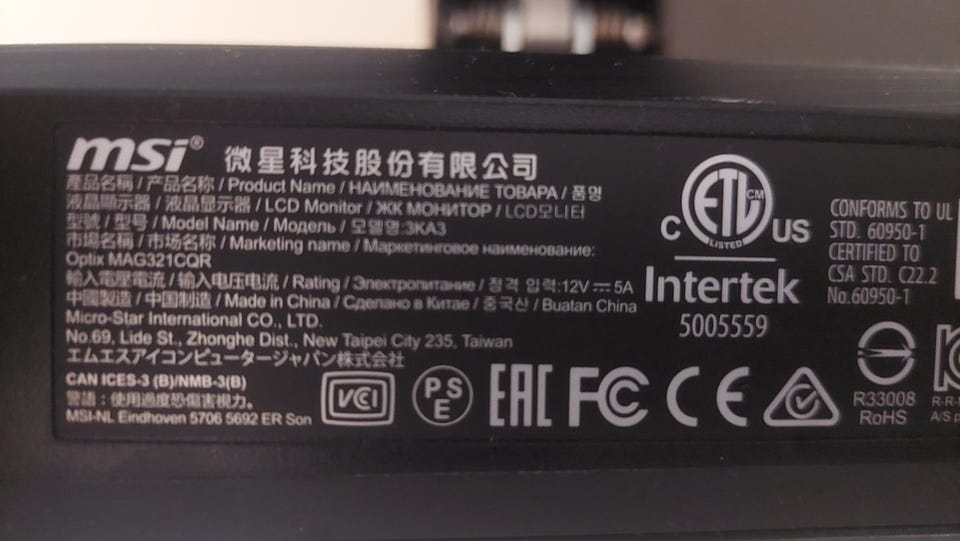 msi® 微星科技股份有限公司
產品名稱 / 产品名称 / Product Name / НАИМЕНОВАНИЕ ТОВАРА / 품명
液晶顯示器 / 液晶显示器 / LCD Monitor / ЖК МОНИТОР / LCD모니터
型號 / 型号 / Model Name / Модель / 모델명:3KA3
市場名稱 / 市场名称 / Marketing name / Маркетинговое наименование:
Optix MAG321CQR
輸入電壓電流 / 输入电压电流 / Rating / Электропитание / 정격 입력:12V ⎓ 5A
中國製造 / 中国制造 / Made in China / Сделано в Китае / 중국산 / Buatan China
Micro-Star International CO., LTD.
No.69, Lide St., Zhonghe Dist., New Taipei City 235, Taiwan
エムエスアイコンピュータージャパン株式会社
CAN ICES-3 (B)/NMB-3(B)
警語：使用過度恐傷害視力。
MSI-NL Eindhoven 5706 5692 ER Son
VCI
PSE
EAC FC CE
C ETL CM US
LISTED
Intertek
5005559
CONFORMS TO UL
STD. 60950-1
CERTIFIED TO
CSA STD. C22.2
No.60950-1
R33008
RoHS
R-R-
A/S